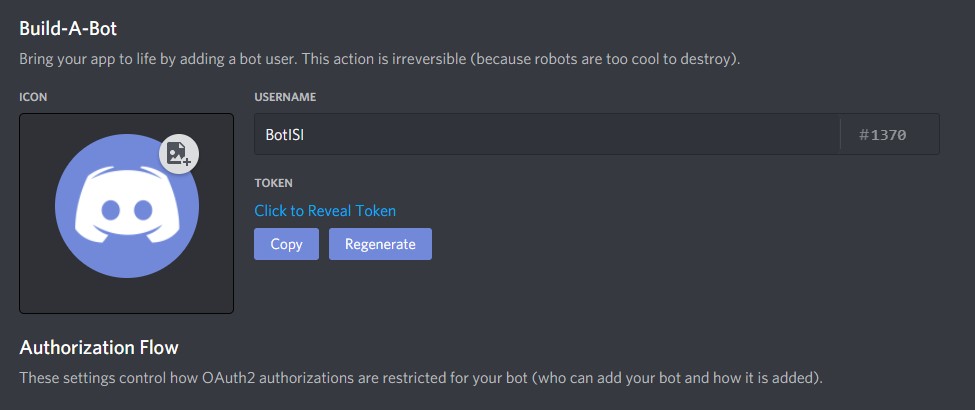 Build-A-Bot
Bring your app to life by adding a bot user. This action is irreversible (because robots are too cool to destroy).
ICON
USERNAME
BotISI
#1370
TOKEN
Click to Reveal Token
Copy
Regenerate
Authorization Flow
These settings control how OAuth2 authorizations are restricted for your bot (who can add your bot and how it is added).